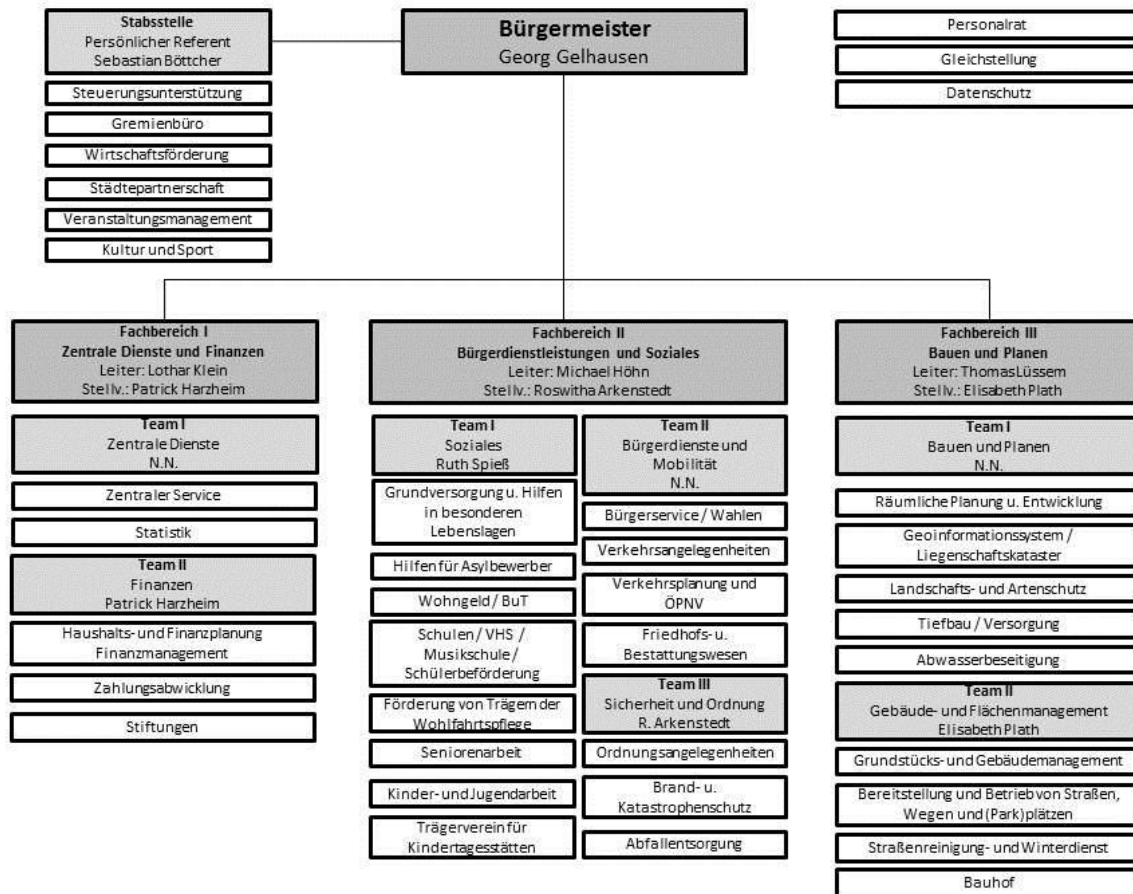 Stabsstelle
Persönlicher Referent
Sebastian Böttcher
Steuerungsunterstützung
Gremienbüro
Wirtschaftsförderung
Städtepartnerschaft
Veranstaltungsmanagement
Kultur und Sport
Bürgermeister
Georg Gelhausen
Personalrat
Gleichstellung
Datenschutz
Fachbereich I
Zentrale Dienste und Finanzen
Leiter: Lothar Klein
Stellv.: Patrick Harzheim
Team I
Zentrale Dienste
N.N.
Zentraler Service
Statistik
Team II
Finanzen
Patrick Harzheim
Haushalts- und Finanzplanung
Finanzmanagement
Zahlungsabwicklung
Stiftungen
Fachbereich II
Bürgerdienstleistungen und Soziales
Leiter: Michael Höhn
Stellv.: Roswitha Arkenstedt
Team I
Soziales
Ruth Spieß
Grundversorgung u. Hilfen
in besonderen
Lebenslagen
Hilfen für Asylbewerber
Wohngeld / BuT
Schulen / VHS /
Musikschule /
Schülerbeförderung
Förderung von Trägern der
Wohlfahrtspflege
Seniorenarbeit
Kinder- und Jugendarbeit
Trägerverein für
Kindertagesstätten
Team II
Bürgerdienste und
Mobilität
N.N.
Bürgerservice / Wahlen
Verkehrsangelegenheiten
Verkehrsplanung und
ÖPNV
Friedhofs- u.
Bestattungswesen
Team III
Sicherheit und Ordnung
R. Arkenstedt
Ordnungsangelegenheiten
Brand- u.
Katastrophenschutz
Abfallentsorgung
Fachbereich III
Bauen und Planen
Leiter: Thomas Lüssem
Stellv.: Elisabeth Plath
Team I
Bauen und Planen
N.N.
Räumliche Planung u. Entwicklung
Geoinformationssystem /
Liegenschaftskataster
Landschafts- und Artenschutz
Tiefbau / Versorgung
Abwasserbeseitigung
Team II
Gebäude- und Flächenmanagement
Elisabeth Plath
Grundstücks- und Gebäudemanagement
Bereitstellung und Betrieb von Straßen,
Wegen und (Park)plätzen
Straßenreinigung- und Winterdienst
Bauhof